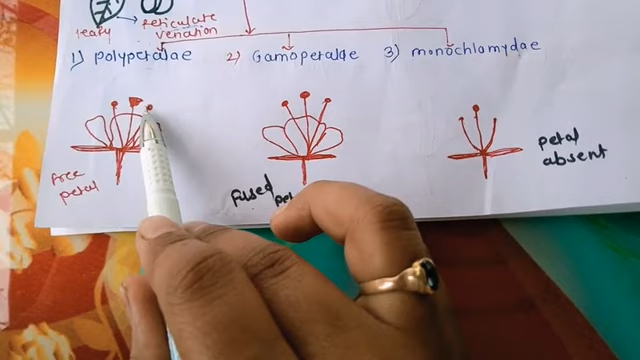 leafy → reticulate
venation
1) Polypetalae 2) Gamopetalae 3) monochlamydae
free
petal
fused
petal
absent